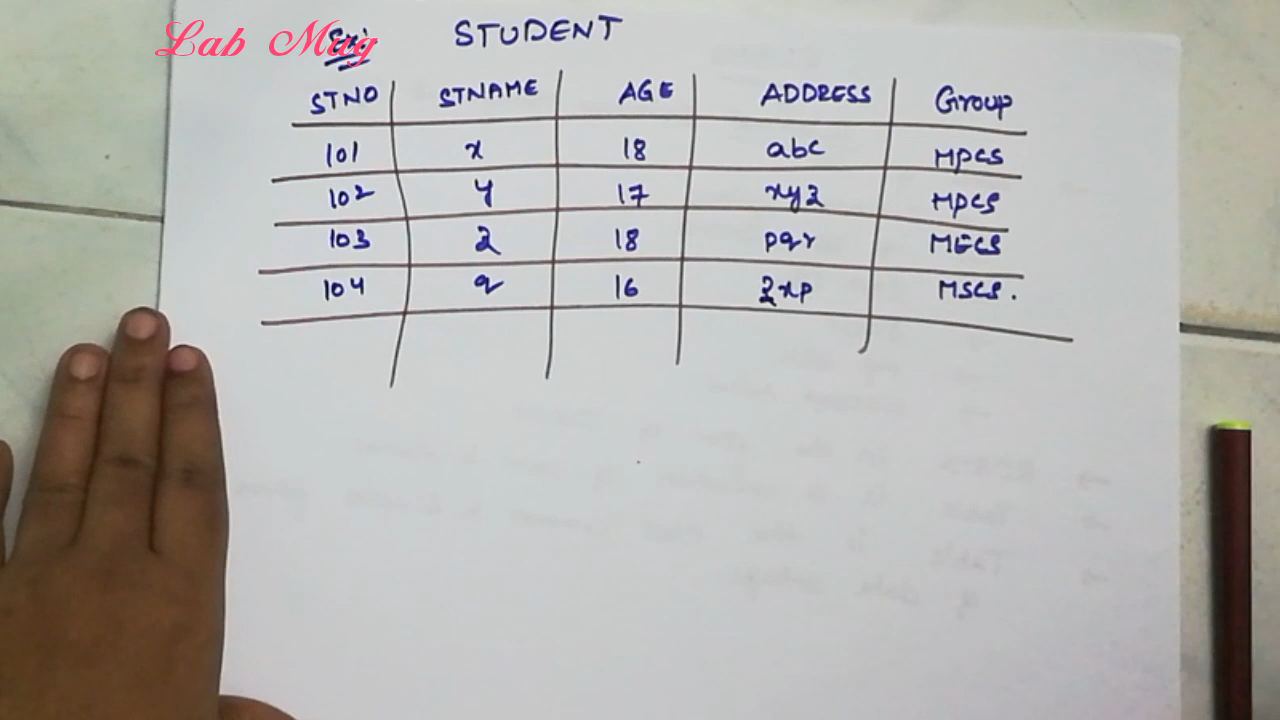 Lab Mug
Ex:
STUDENT
STNO STNAME AGE ADDRESS Group
101 x 18 abc MPCS
102 y 17 xyz MPCS
103 z 18 pqr MECS
104 q 16 zxp MSCS.